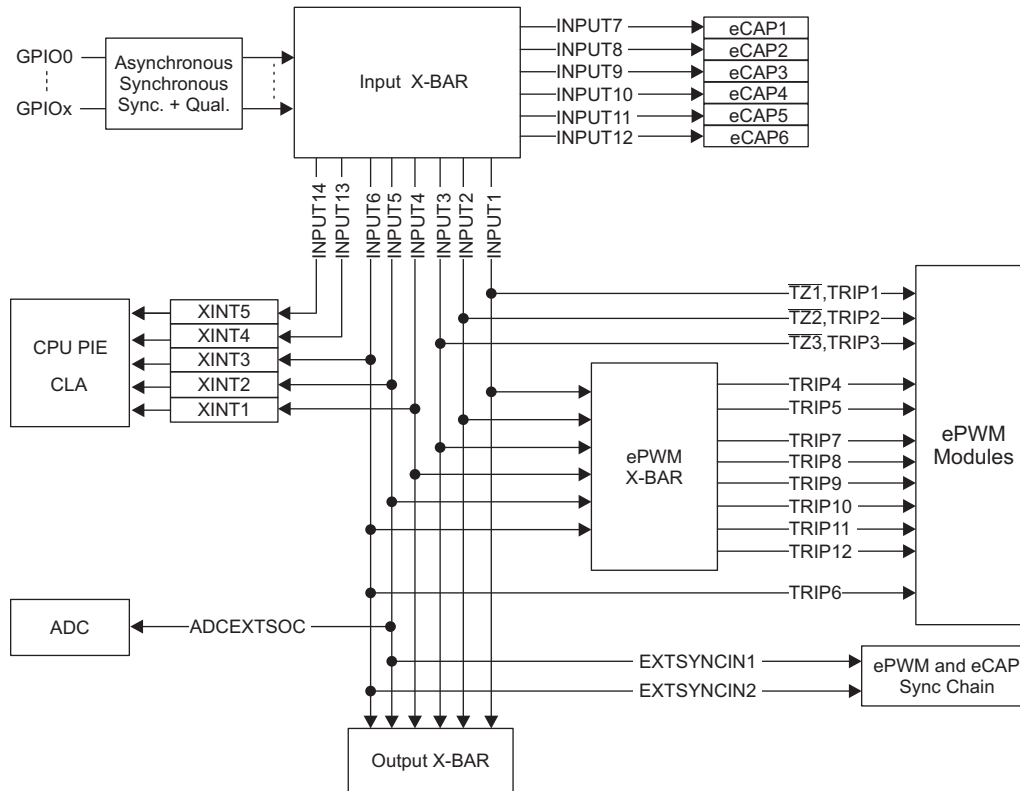 GPIO0
GPIOx
Asynchronous
Synchronous
Sync. + Qual.
Input X-BAR
INPUT7
INPUT8
INPUT9
INPUT10
INPUT11
INPUT12
eCAP1
eCAP2
eCAP3
eCAP4
eCAP5
eCAP6
INPUT14
INPUT13
INPUT6
INPUT5
INPUT4
INPUT3
INPUT2
INPUT1
CPU PIE
CLA
XINT5
XINT4
XINT3
XINT2
XINT1
TZ1,TRIP1
TZ2,TRIP2
TZ3,TRIP3
ePWM
X-BAR
TRIP4
TRIP5
TRIP7
TRIP8
TRIP9
TRIP10
TRIP11
TRIP12
TRIP6
ePWM
Modules
ADC
ADCEXTSOC
EXTSYNCIN1
EXTSYNCIN2
ePWM and eCAP
Sync Chain
Output X-BAR